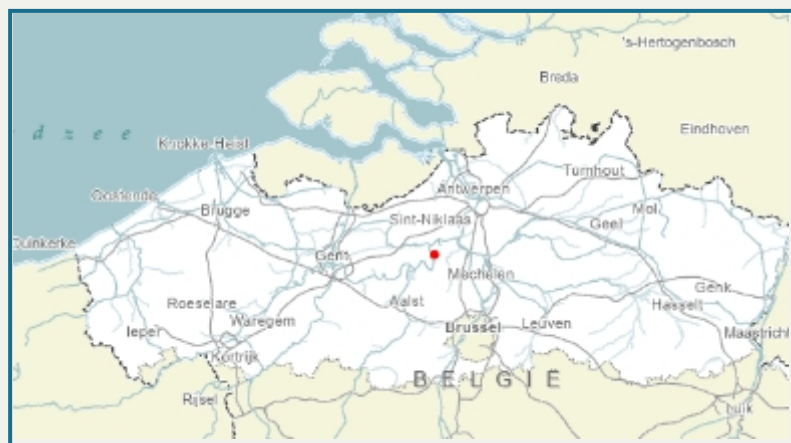 's-Hertogenbosch
Breda
Eindhoven
d z e e
Knokke-Heist
Turnhout
Antwerpen
Oostende
Mol
Brugge
Sint-Niklaas
Geel
Duinkerke
Gent
Mechelen
Genk
Roeselare
Aalst
Hasselt
Waregem
Ieper
Brussel
Leuven
Maastricht
Kortrijk
BELGIË
Rijsel
Luik